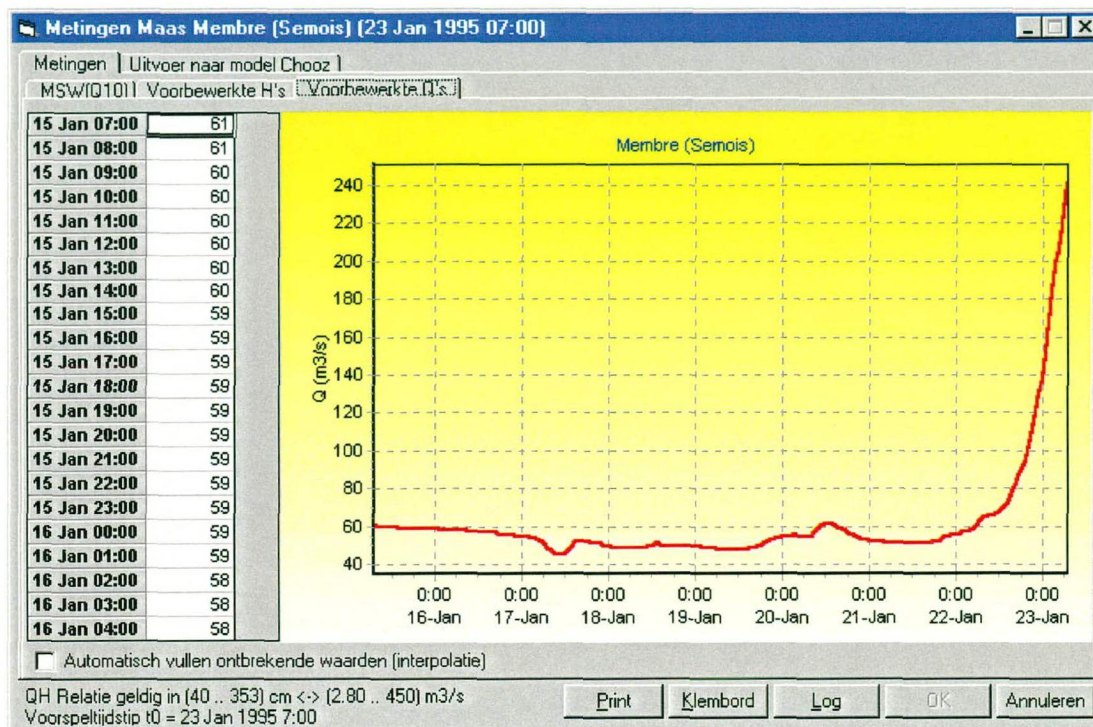 Metingen Maas Membre (Semois) (23 Jan 1995 07:00)
Metingen Uitvoer naar model Chooz
MSW(Q10) Voorbewerkte H's Voorbewerkte Q's
15 Jan 07:00 61
15 Jan 08:00 61
15 Jan 09:00 60
15 Jan 10:00 60
15 Jan 11:00 60
15 Jan 12:00 60
15 Jan 13:00 60
15 Jan 14:00 60
15 Jan 15:00 59
15 Jan 16:00 59
15 Jan 17:00 59
15 Jan 18:00 59
15 Jan 19:00 59
15 Jan 20:00 59
15 Jan 21:00 59
15 Jan 22:00 59
15 Jan 23:00 59
16 Jan 00:00 59
16 Jan 01:00 59
16 Jan 02:00 58
16 Jan 03:00 58
16 Jan 04:00 58
Membre (Semois)
Q (m3/s)
240
220
200
180
160
140
120
100
80
60
40
0:00 0:00 0:00 0:00 0:00 0:00 0:00 0:00
16-Jan 17-Jan 18-Jan 19-Jan 20-Jan 21-Jan 22-Jan 23-Jan
Automatisch vullen ontbrekende waarden (interpolatie)
QH Relatie geldig in (40 .. 353) cm <-> (2.80 .. 450) m3/s
Voorspeltijdstip t0 = 23 Jan 1995 7:00
Print Klembord Log OK Annuleren